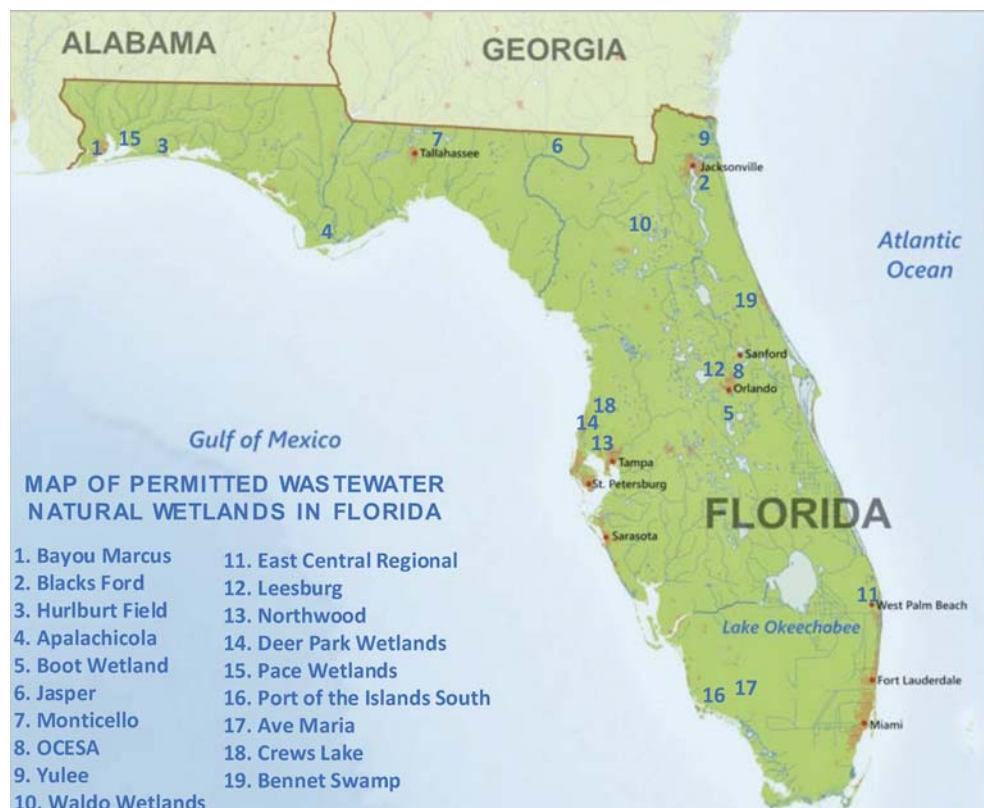 ALABAMA
GEORGIA
15
1
3
7
Tallahassee
6
9
Jacksonville
2
4
10
Atlantic
Ocean
19
Sanford
12
8
Orlando
5
18
14
13
Gulf of Mexico
Tampa
St. Petersburg
FLORIDA
Sarasota
11
West Palm Beach
Lake Okeechabee
Fort Lauderdale
16
17
Miami
MAP OF PERMITTED WASTEWATER
NATURAL WETLANDS IN FLORIDA
1. Bayou Marcus
2. Blacks Ford
3. Hurlburt Field
4. Apalachicola
5. Boot Wetland
6. Jasper
7. Monticello
8. OCESA
9. Yulee
10. Waldo Wetlands
11. East Central Regional
12. Leesburg
13. Northwood
14. Deer Park Wetlands
15. Pace Wetlands
16. Port of the Islands South
17. Ave Maria
18. Crews Lake
19. Bennet Swamp